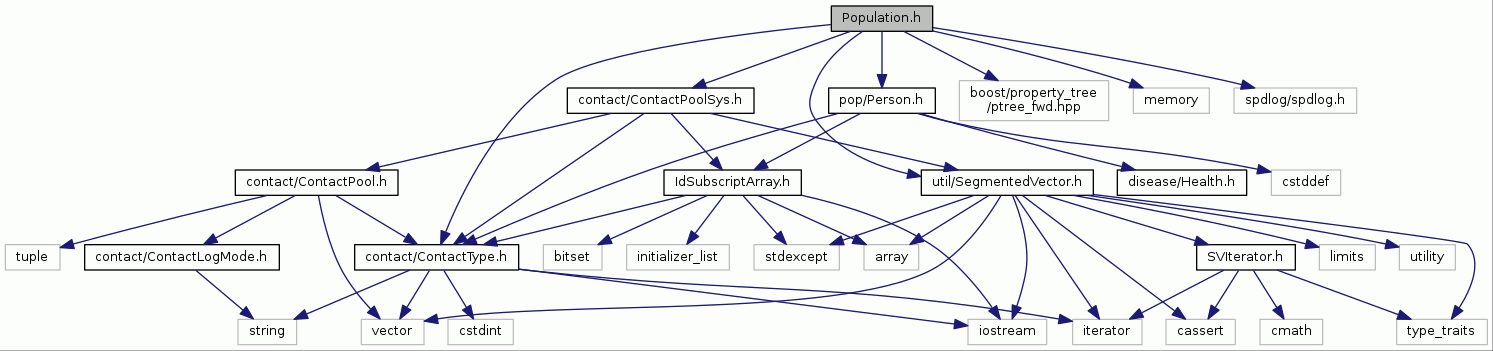 Population.h
contact/ContactPoolSys.h
pop/Person.h
boost/property_tree
/ptree_fwd.hpp
memory
spdlog/spdlog.h
contact/ContactPool.h
IdSubscriptArray.h
util/SegmentedVector.h
disease/Health.h
cstddef
tuple
contact/ContactLogMode.h
contact/ContactType.h
bitset
initializer_list
stdexcept
array
SVIterator.h
limits
utility
string
vector
cstdint
iostream
iterator
cassert
cmath
type_traits